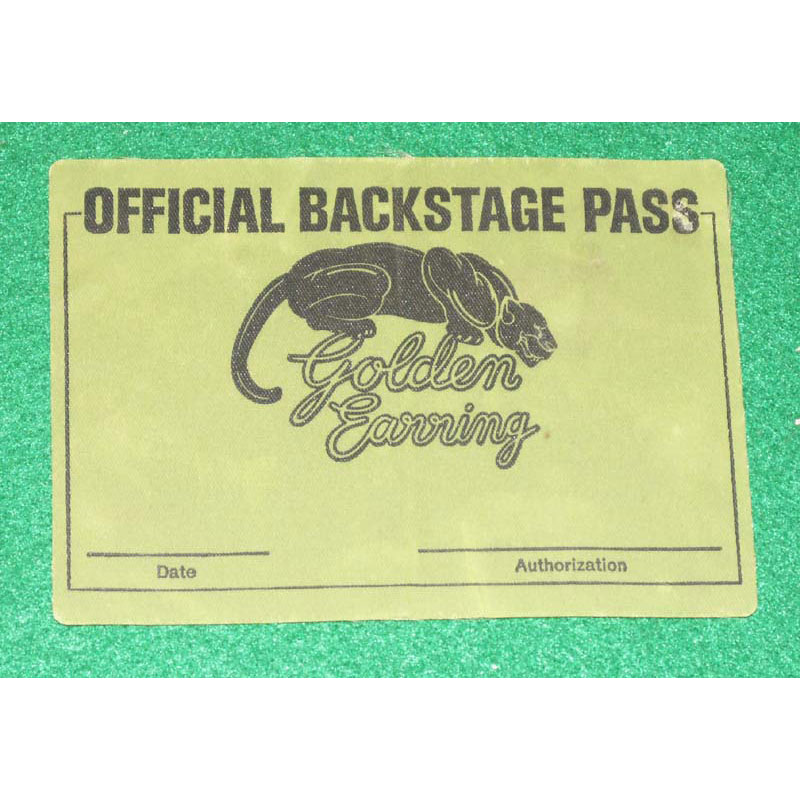 OFFICIAL BACKSTAGE PASS
Golden
Earring
Date
Authorization